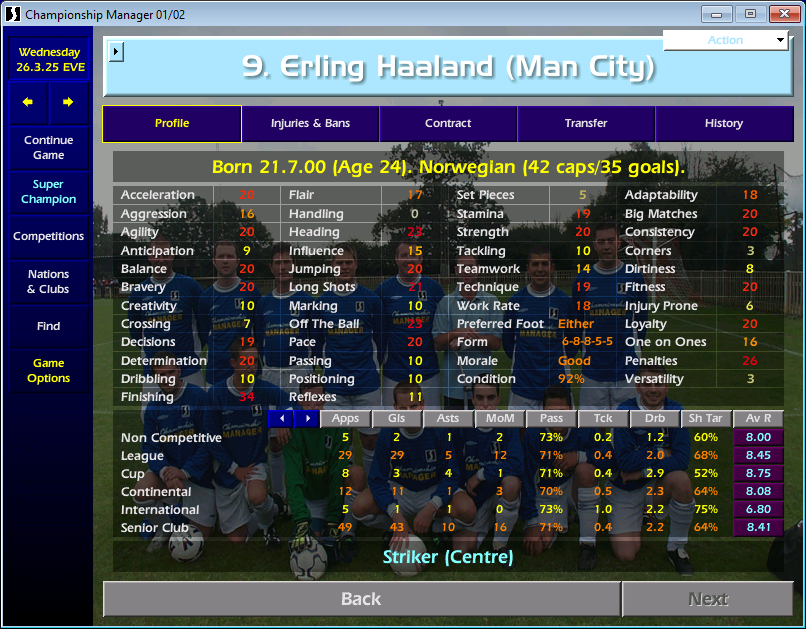 Championship Manager 01/02
Wednesday
26.3.25 EVE
Continue
Game
Super
Champion
Competitions
Nations
& Clubs
Find
Game
Options
Action
9. Erling Haaland (Man City)
Profile Injuries & Bans Contract Transfer History
Born 21.7.00 (Age 24). Norwegian (42 caps/35 goals).
Acceleration 20 Flair 17 Set Pieces 5 Adaptability 18
Aggression 16 Handling 0 Stamina 19 Big Matches 20
Agility 20 Heading 23 Strength 20 Consistency 20
Anticipation 9 Influence 15 Tackling 10 Corners 3
Balance 20 Jumping 20 Teamwork 14 Dirtiness 8
Bravery 20 Long Shots 21 Technique 19 Fitness 20
Creativity 10 Marking 10 Work Rate 18 Injury Prone 6
Crossing 7 Off The Ball 23 Preferred Foot Either Loyalty 20
Decisions 19 Pace 20 Form 6-8-8-5-5 One on Ones 16
Determination 20 Passing 10 Morale Good Penalties 26
Dribbling 10 Positioning 10 Condition 92% Versatility 3
Finishing 34 Reflexes 11
Apps Gls Asts MoM Pass Tck Drb Sh Tar Av R
Non Competitive 5 2 1 2 73% 0.2 1.2 60% 8.00
League 29 29 5 12 71% 0.4 2.0 68% 8.45
Cup 8 3 4 1 71% 0.4 2.9 52% 8.75
Continental 12 11 1 3 70% 0.5 2.3 64% 8.08
International 5 1 1 0 73% 1.0 2.2 75% 6.80
Senior Club 49 43 10 16 71% 0.4 2.2 64% 8.41
Striker (Centre)
Back Next